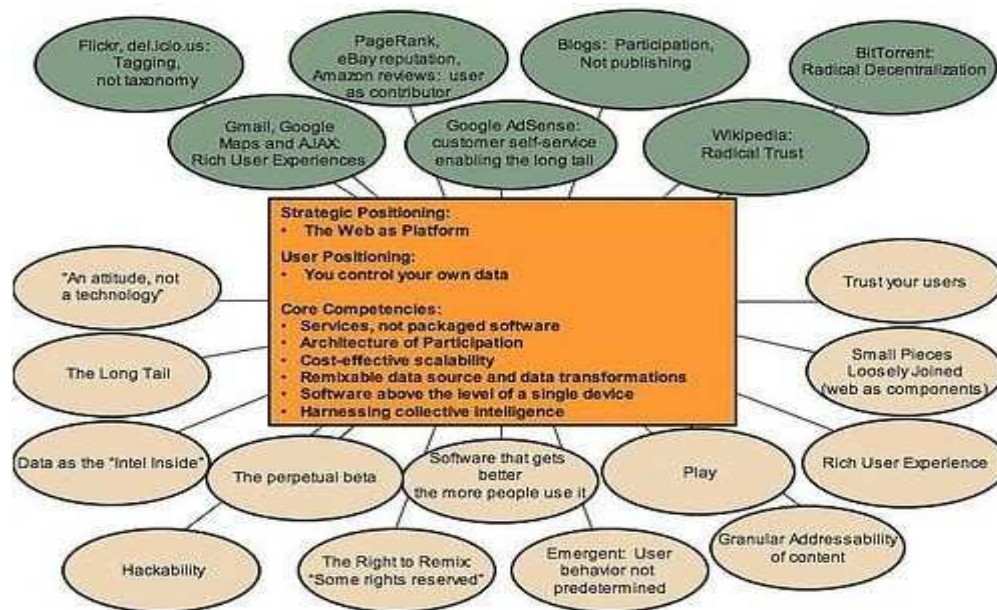 Flickr, del.icio.us:
Tagging,
not taxonomy
PageRank,
eBay reputation,
Amazon reviews: user
as contributor
Blogs: Participation,
Not publishing
BitTorrent:
Radical Decentralization
Gmail, Google
Maps and AJAX:
Rich User Experiences
Google AdSense:
customer self-service
enabling the long tail
Wikipedia:
Radical Trust
Strategic Positioning:
• The Web as Platform
User Positioning:
• You control your own data
Core Competencies:
• Services, not packaged software
• Architecture of Participation
• Cost-effective scalability
• Remixable data source and data transformations
• Software above the level of a single device
• Harnessing collective intelligence
"An attitude, not
a technology"
Trust your users
The Long Tail
Small Pieces
Loosely Joined
(web as components)
Data as the "Intel Inside"
The perpetual beta
Software that gets
better
the more people use it
Play
Rich User Experience
Hackability
The Right to Remix:
"Some rights reserved"
Emergent: User
behavior not
predetermined
Granular Addressability
of content